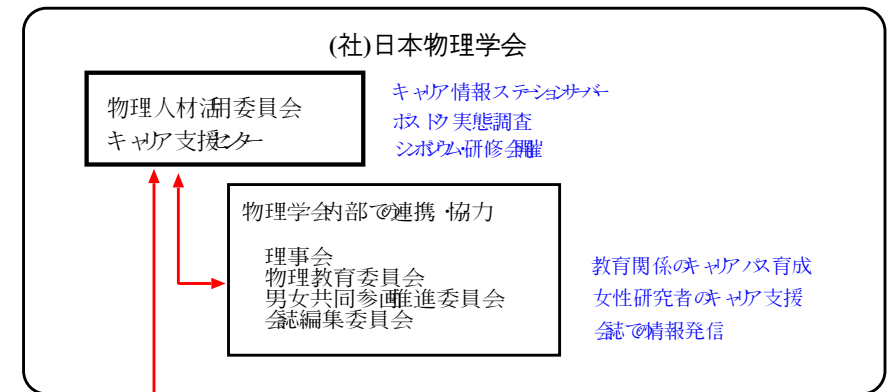 (社)日本物理学会
物理人材活用委員会
キャリア支援センター
キャリア情報ステーションサーバー
ポスドク実態調査
シンポジウム・研修会開催
物理学会内部での連携・協力
理事会
物理教育委員会
男女共同参画推進委員会
会誌編集委員会
教育関係のキャリアパス育成
女性研究者のキャリア支援
会誌での情報発信